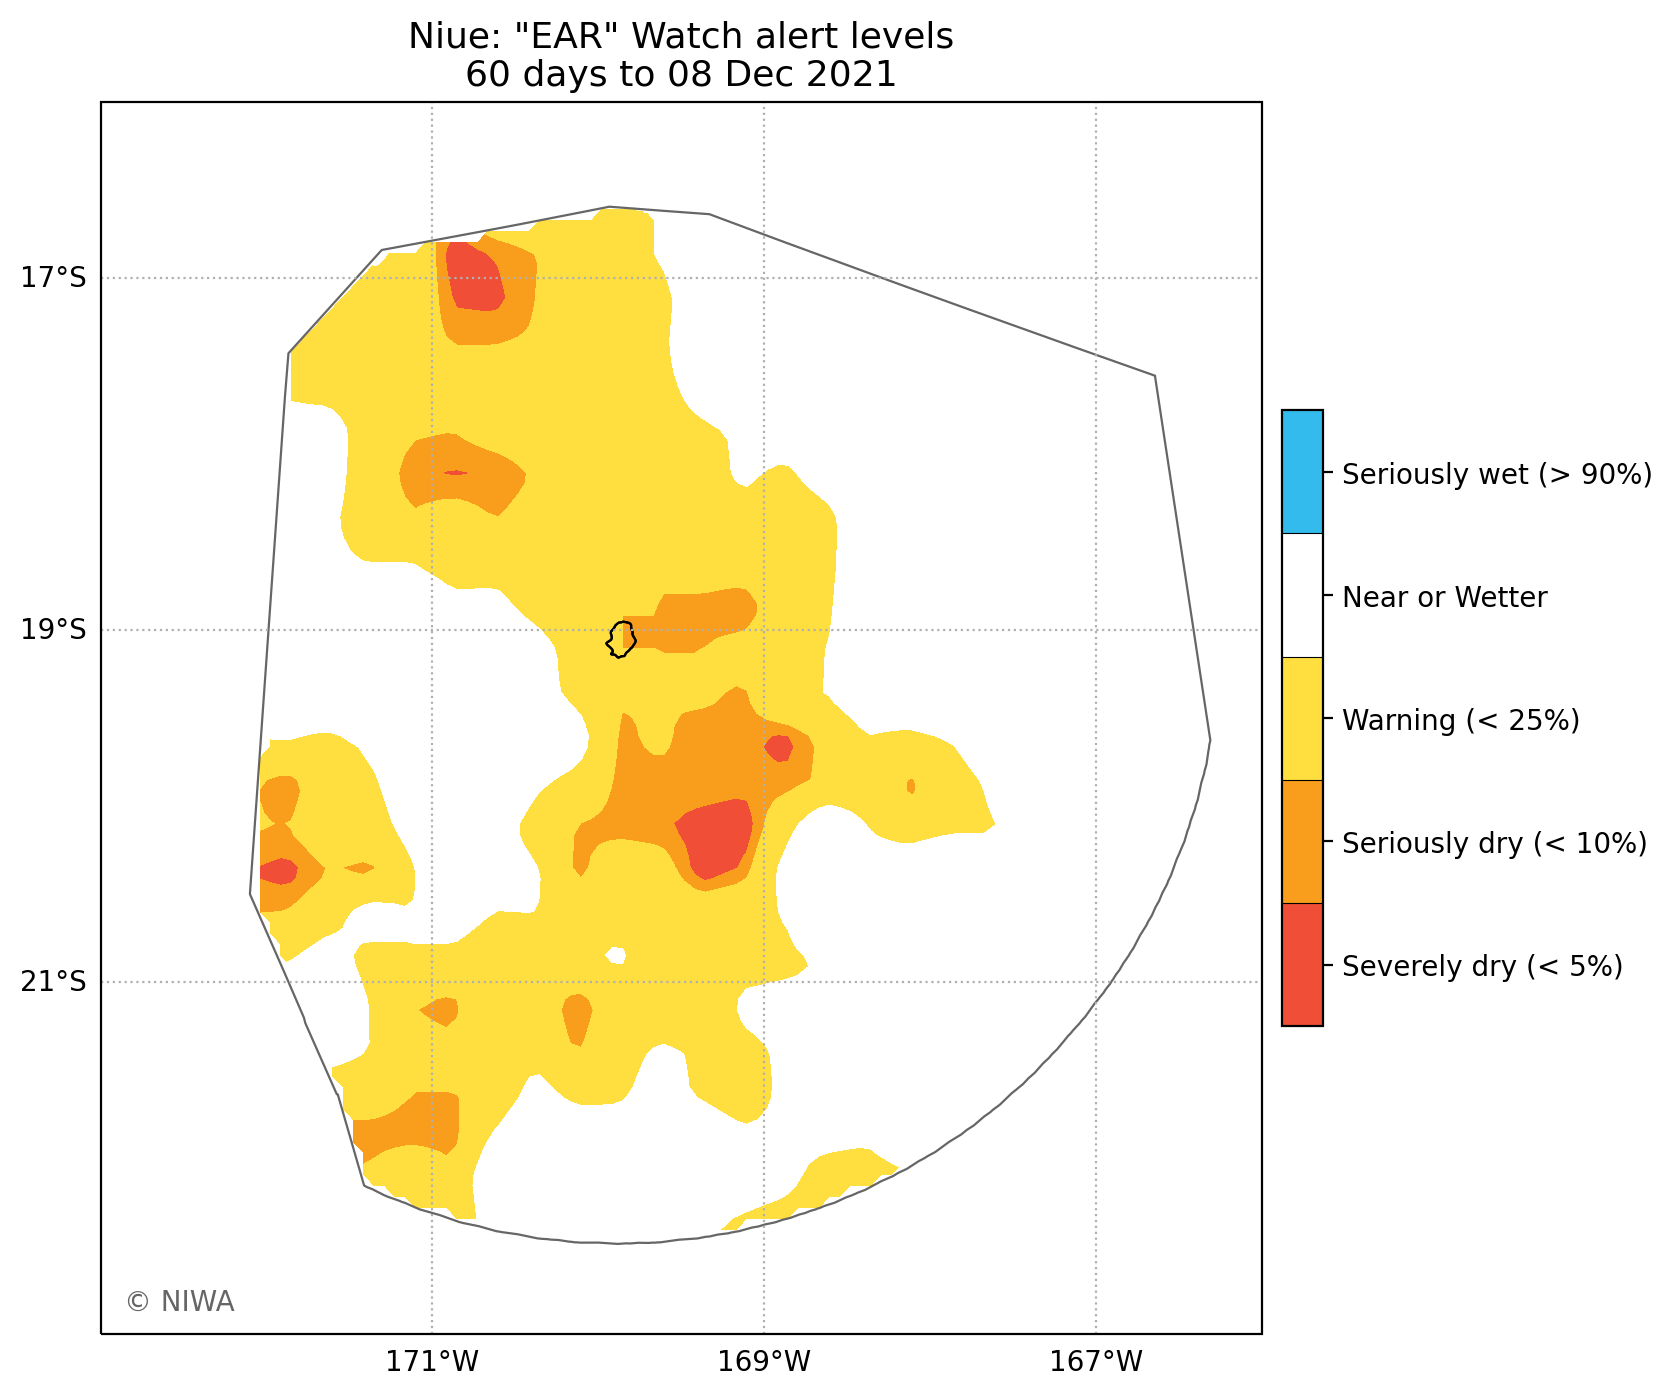 Niue: "EAR" Watch alert levels
60 days to 08 Dec 2021
17°S
19°S
21°S
171°W
169°W
167°W
Seriously wet (> 90%)
Near or Wetter
Warning (< 25%)
Seriously dry (< 10%)
Severely dry (< 5%)
© NIWA